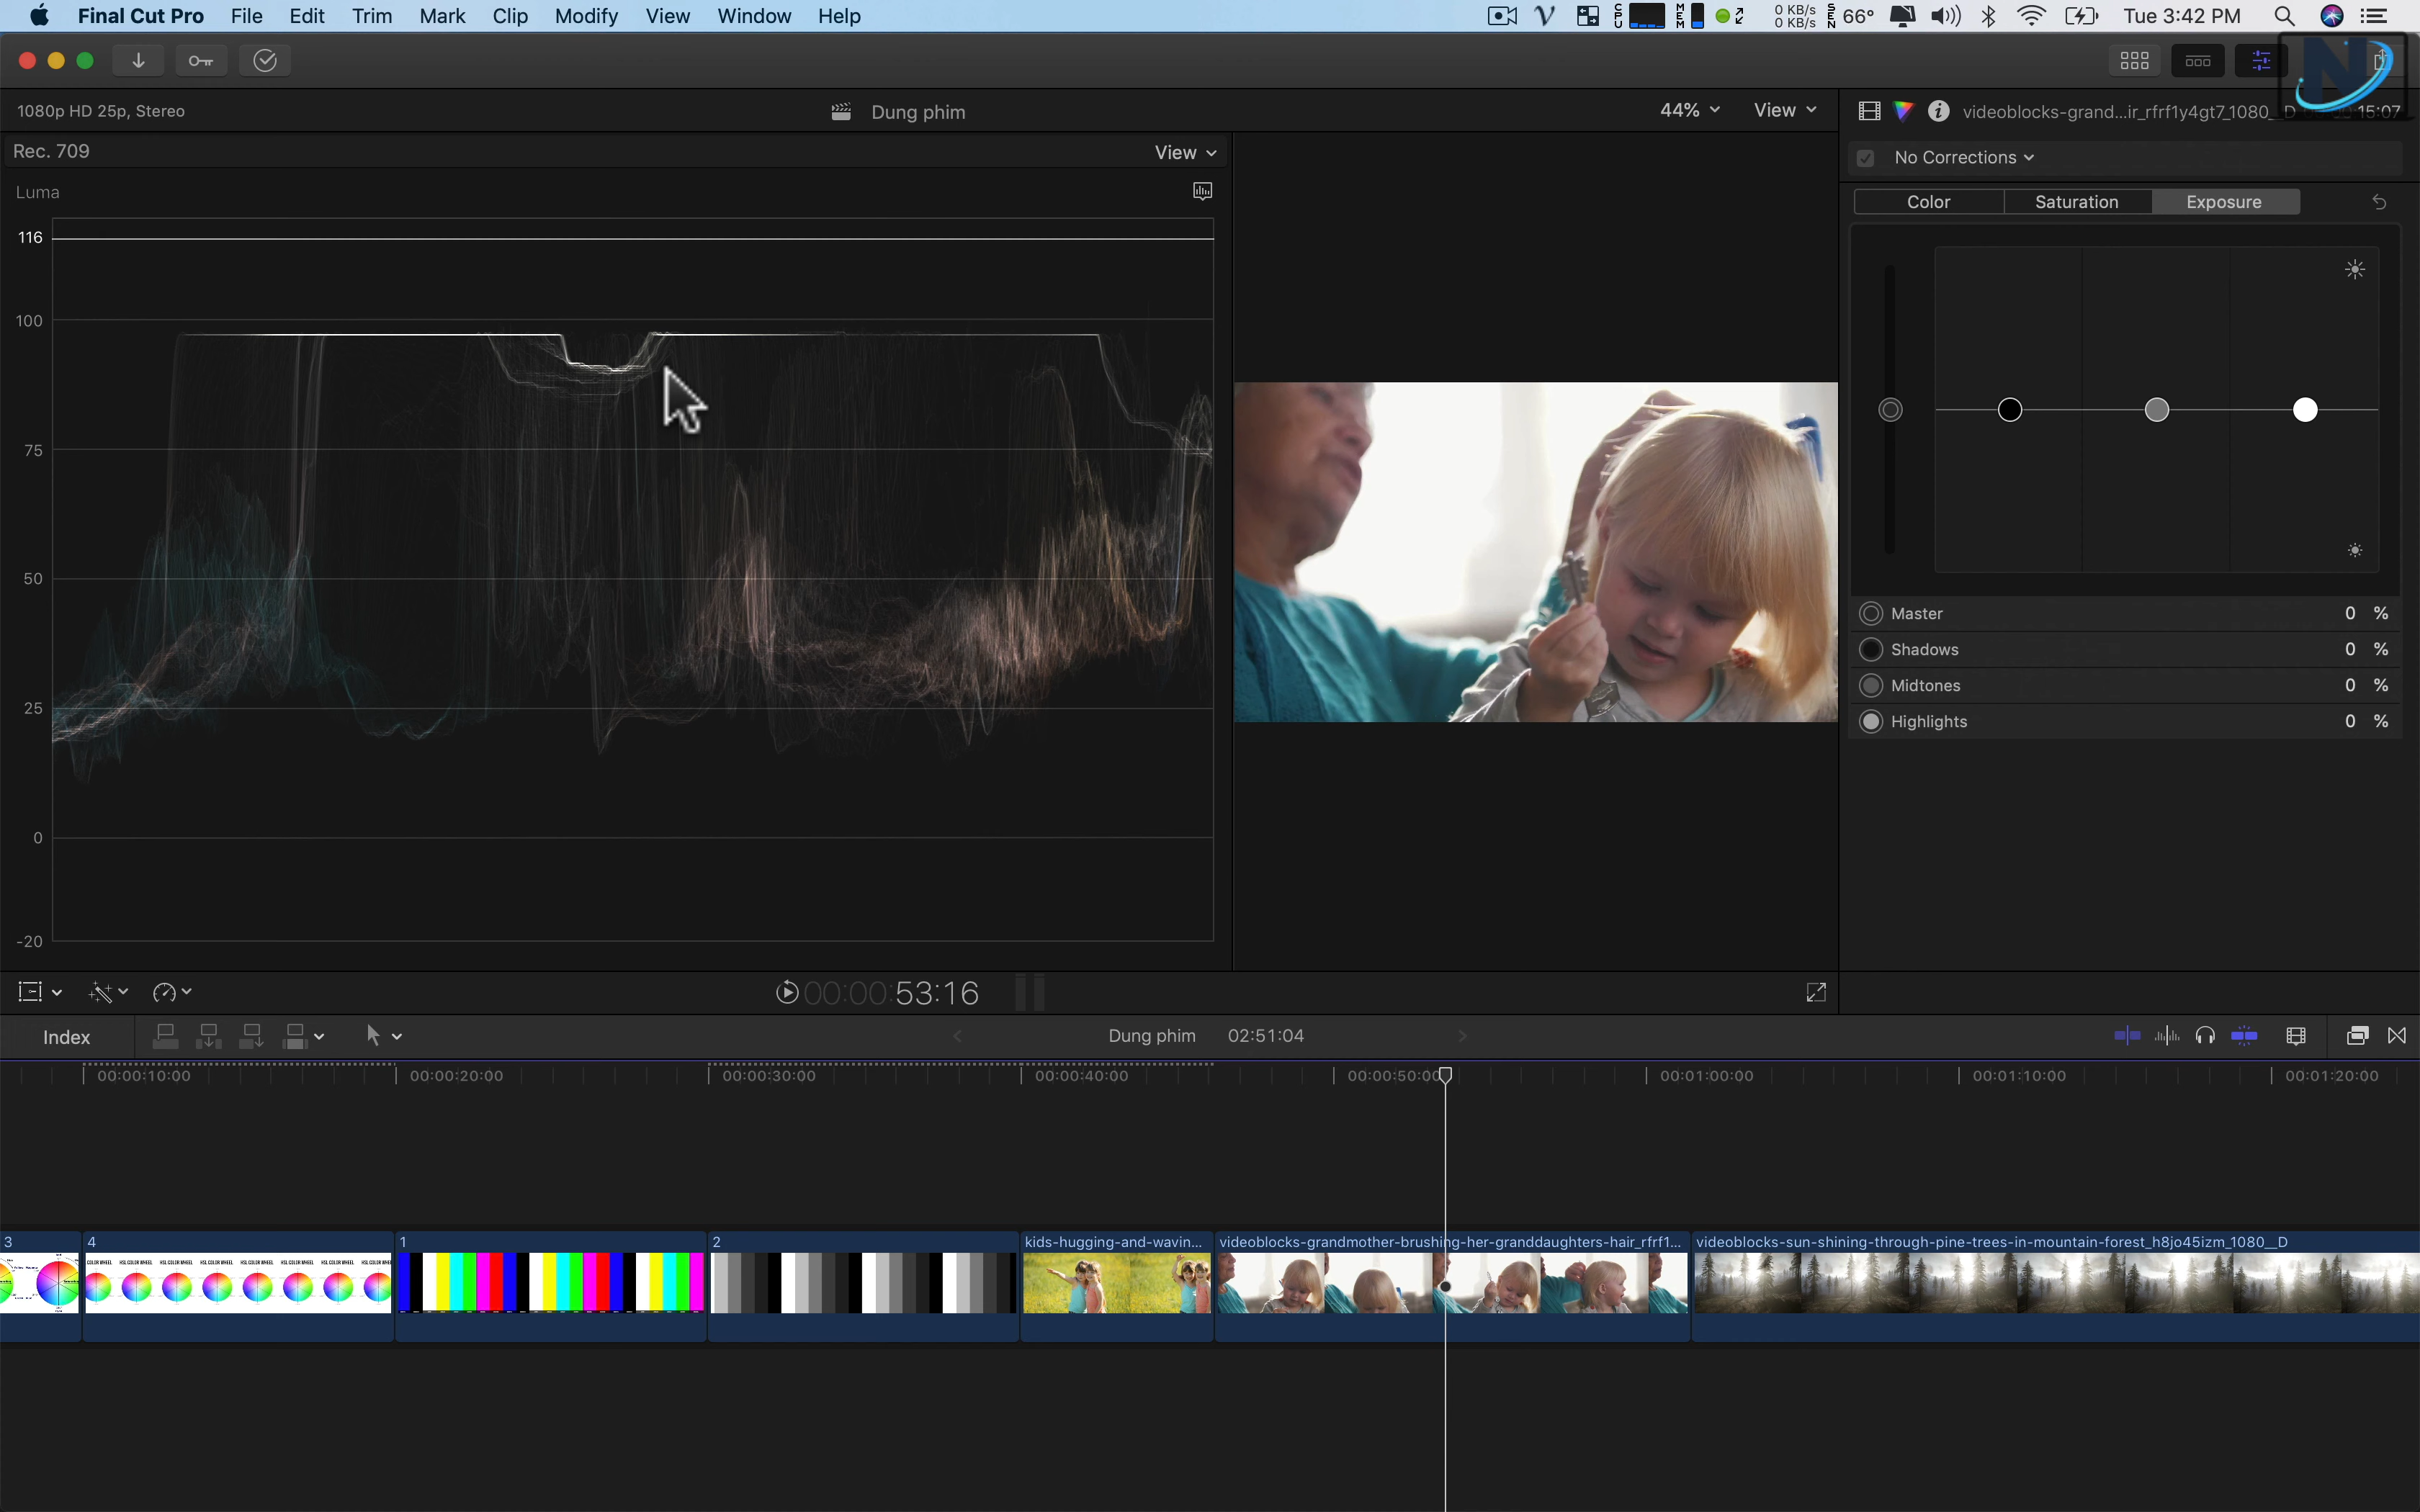 Final Cut Pro File Edit Trim Mark Clip Modify View Window Help
CPU MEM 0 KB/s 0 KB/s SEN 66° Tue 3:42 PM
1080p HD 25p, Stereo
Dung phim
44% View
videoblocks-grand...ir_rfrf1y4gt7_1080__D 15:07
Rec. 709
View
No Corrections
Luma
Color Saturation Exposure
116
100
75
50
25
0
-20
Master 0 %
Shadows 0 %
Midtones 0 %
Highlights 0 %
00:00:53:16
Index
Dung phim 02:51:04
00:00:10:00 00:00:20:00 00:00:30:00 00:00:40:00 00:00:50:00 00:01:00:00 00:01:10:00 00:01:20:00
3 4 1 2 kids-hugging-and-wavin... videoblocks-grandmother-brushing-her-granddaughters-hair_rfrf1... videoblocks-sun-shining-through-pine-trees-in-mountain-forest_h8jo45izm_1080__D